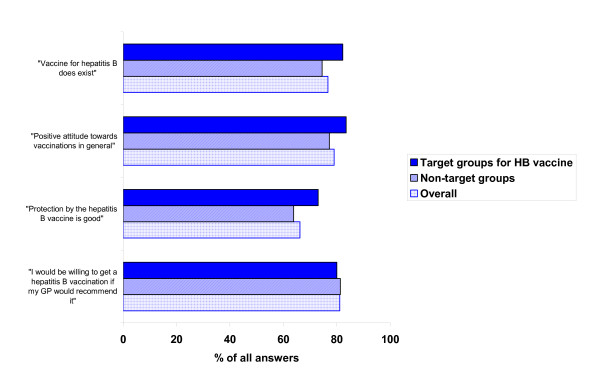 "Vaccine for hepatitis B
does exist"
"Positive attitude towards
vaccinations in general"
"Protection by the hepatitis
B vaccine is good"
"I would be willing to get a
hepatitis B vaccination if
my GP would recommend
it"
0 20 40 60 80 100
% of all answers
Target groups for HB vaccine
Non-target groups
Overall